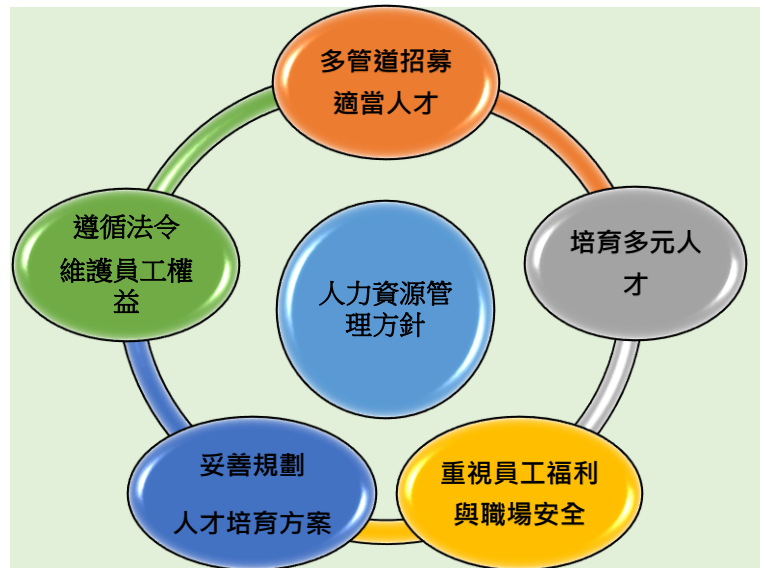 多管道招募
適當人才
遵循法令
維護員工權
益
人力資源管
理方針
培育多元人
才
妥善規劃
人才培育方案
重視員工福利
與職場安全